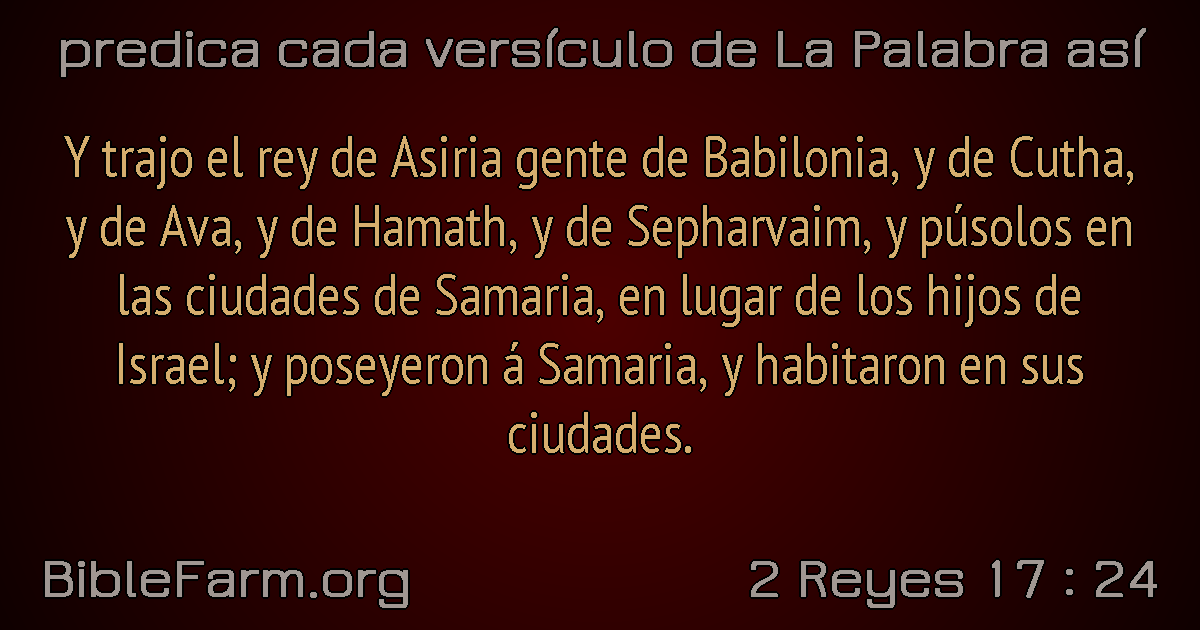 predica cada versículo de La Palabra así
Y trajo el rey de Asiria gente de Babilonia, y de Cutha,
y de Ava, y de Hamath, y de Sepharvaim, y púsolos en
las ciudades de Samaria, en lugar de los hijos de
Israel; y poseyeron á Samaria, y habitaron en sus
ciudades.
BibleFarm.org
2 Reyes 17 : 24